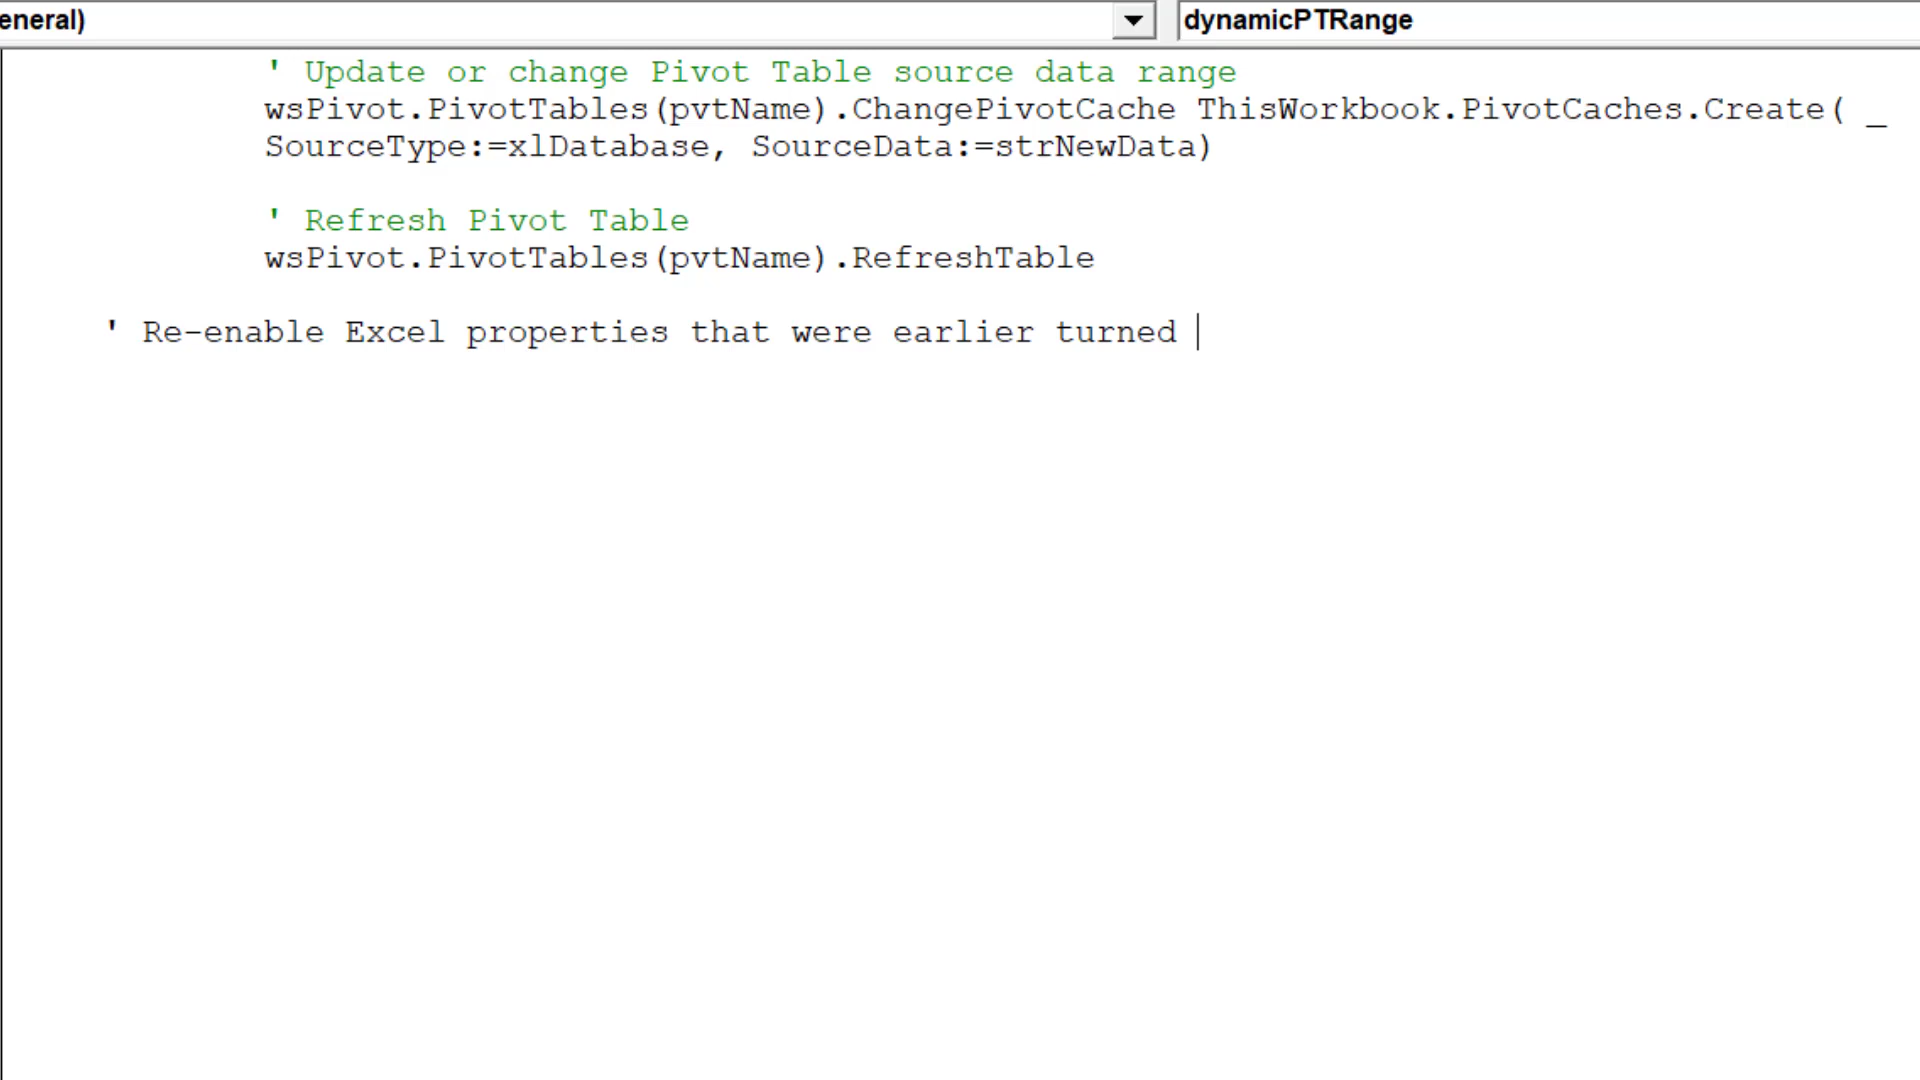 eneral)
dynamicPTRange
' Update or change Pivot Table source data range
wsPivot.PivotTables(pvtName).ChangePivotCache ThisWorkbook.PivotCaches.Create( _
SourceType:=xlDatabase, SourceData:=strNewData)
' Refresh Pivot Table
wsPivot.PivotTables(pvtName).RefreshTable
' Re-enable Excel properties that were earlier turned